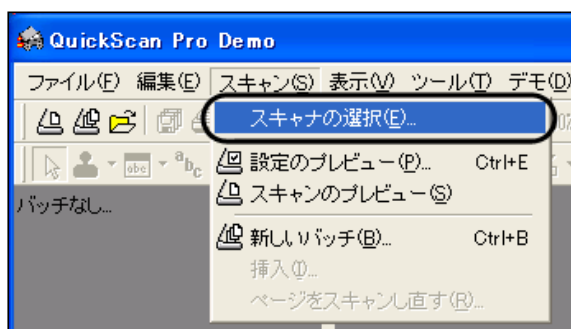 QuickScan Pro Demo
ファイル(F) 編集(E) スキャン(S) 表示(V) ツール(T) デモ(D)
スキャナの選択(E)...
設定のプレビュー(P)... Ctrl+E
スキャンのプレビュー(S)
バッチなし...
新しいバッチ(B)... Ctrl+B
挿入(I)...
ページをスキャンし直す(R)...